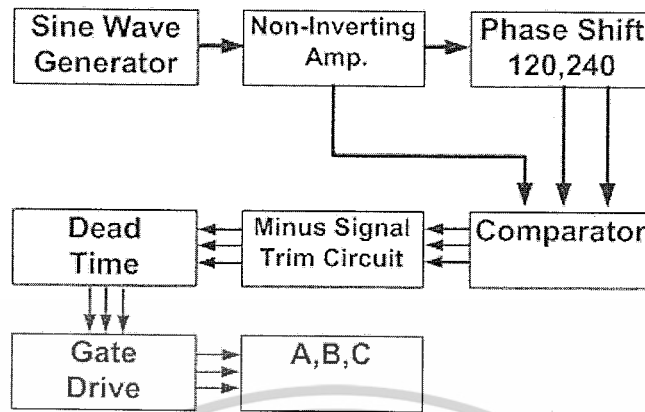 Sine Wave
Generator
Non-Inverting
Amp.
Phase Shift
120,240
Dead
Time
Minus Signal
Trim Circuit
Comparator
Gate
Drive
A,B,C